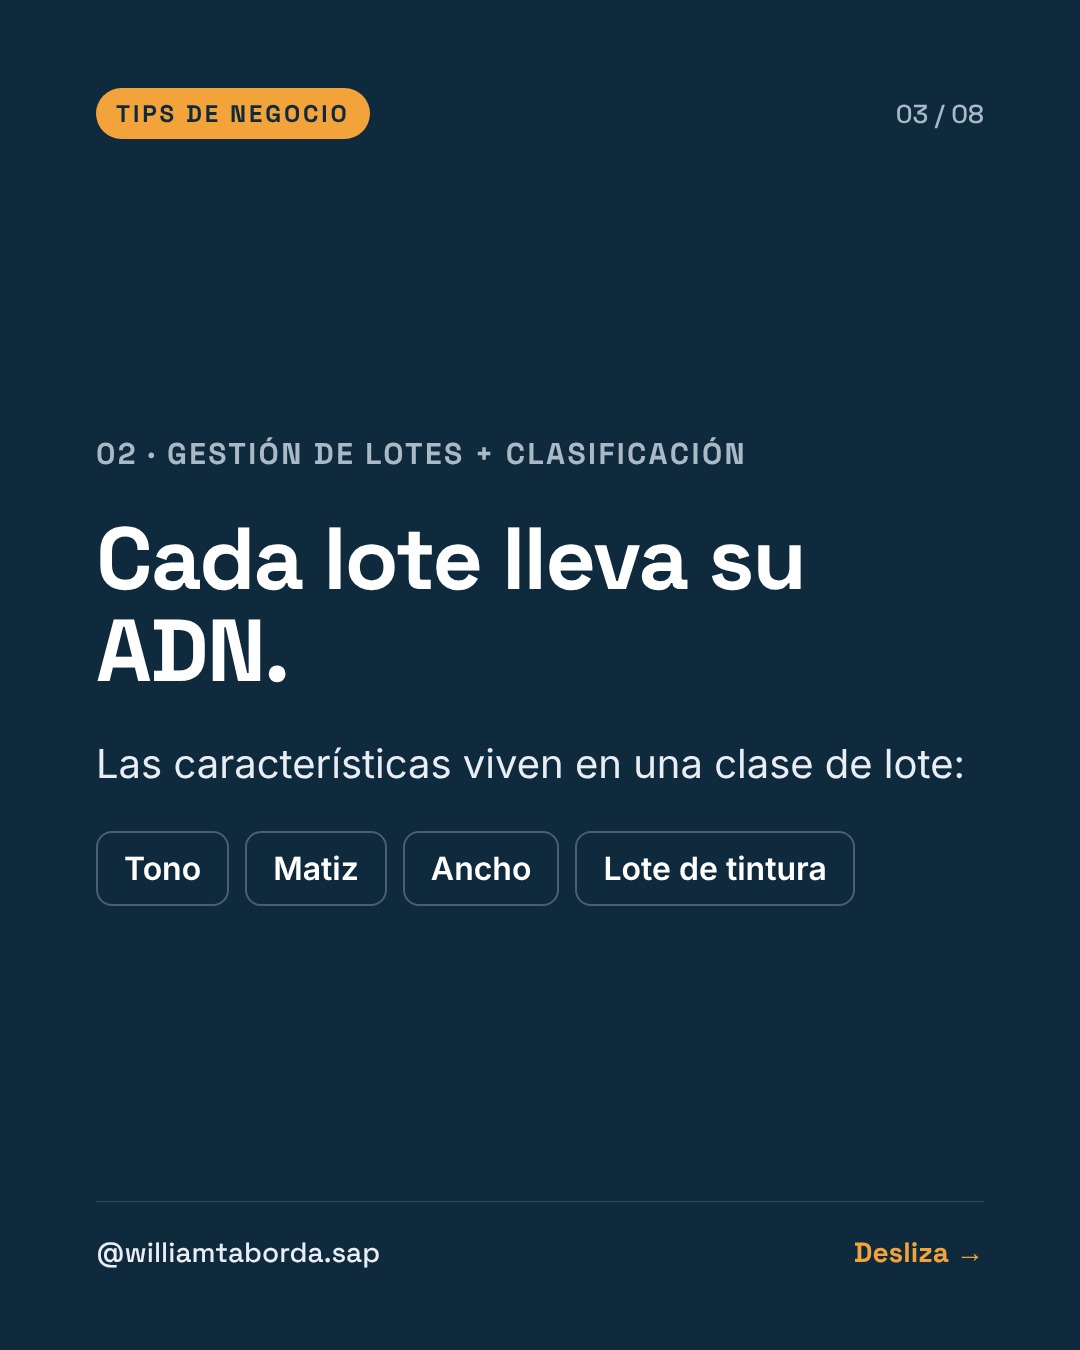 TIPS DE NEGOCIO
03 / 08
02 · GESTIÓN DE LOTES + CLASIFICACIÓN
Cada lote lleva su
ADN.
Las características viven en una clase de lote:
Tono
Matiz
Ancho
Lote de tintura
@williamtaborda.sap
Desliza →